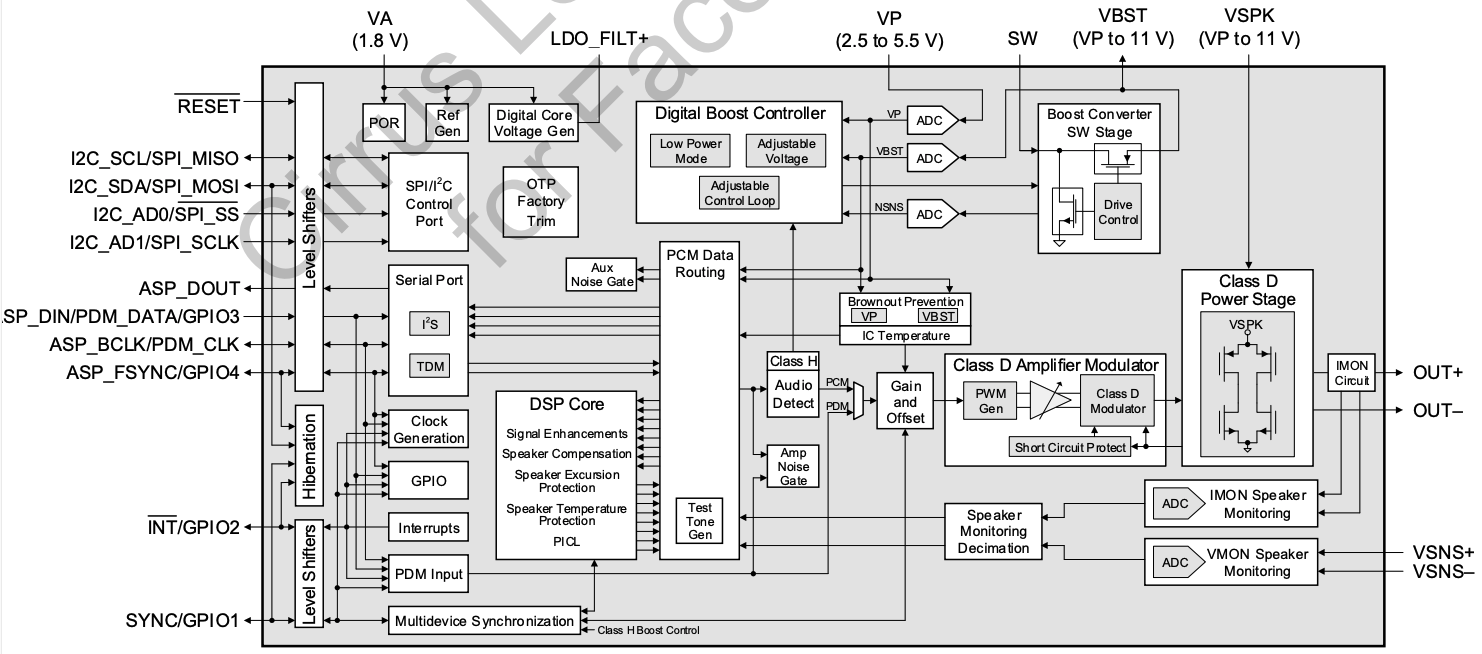 VA
(1.8 V)
LDO_FILT+
VP
(2.5 to 5.5 V)
SW
VBST
(VP to 11 V)
VSPK
(VP to 11 V)
Cirrus L
for Fac
RESET
I2C_SCL/SPI_MISO
I2C_SDA/SPI_MOSI
I2C_AD0/SPI_SS
I2C_AD1/SPI_SCLK
ASP_DOUT
SP_DIN/PDM_DATA/GPIO3
ASP_BCLK/PDM_CLK
ASP_FSYNC/GPIO4
INT/GPIO2
SYNC/GPIO1
Level Shifters
Hibernation
Level Shifters
POR
Ref
Gen
Digital Core
Voltage Gen
SPI/I²C
Control
Port
OTP
Factory
Trim
Serial Port
I²S
TDM
Clock
Generation
GPIO
Interrupts
PDM Input
Multidevice Synchronization
Class H Boost Control
DSP Core
Signal Enhancements
Speaker Compensation
Speaker Excursion
Protection
Speaker Temperature
Protection
PICL
Aux
Noise Gate
PCM Data
Routing
Test
Tone
Gen
Digital Boost Controller
Low Power
Mode
Adjustable
Voltage
Adjustable
Control Loop
VP
ADC
VBST
ADC
NSNS
ADC
Boost Converter
SW Stage
Drive
Control
Brownout Prevention
VP
VBST
IC Temperature
Class H
Audio
Detect
PCM
PDM
Amp
Noise
Gate
Gain
and
Offset
Class D Amplifier Modulator
PWM
Gen
Class D
Modulator
Short Circuit Protect
Class D
Power Stage
VSPK
IMON
Circuit
OUT+
OUT–
Speaker
Monitoring
Decimation
ADC
IMON Speaker
Monitoring
ADC
VMON Speaker
Monitoring
VSNS+
VSNS–